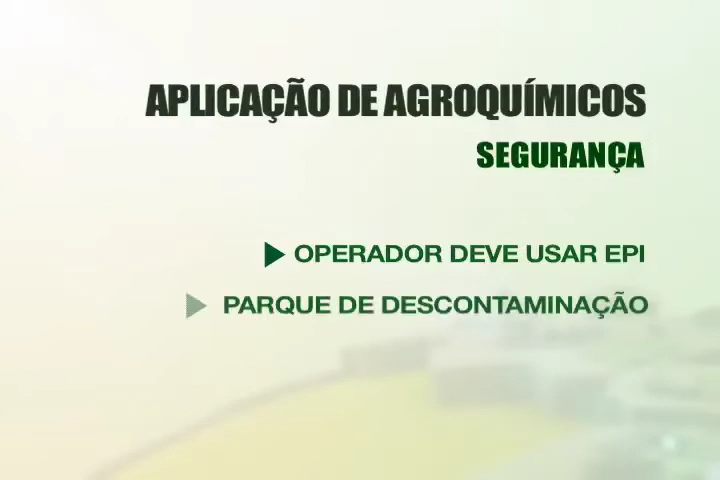 APLICAÇÃO DE AGROQUÍMICOS
SEGURANÇA
OPERADOR DEVE USAR EPI
PARQUE DE DESCONTAMINAÇÃO